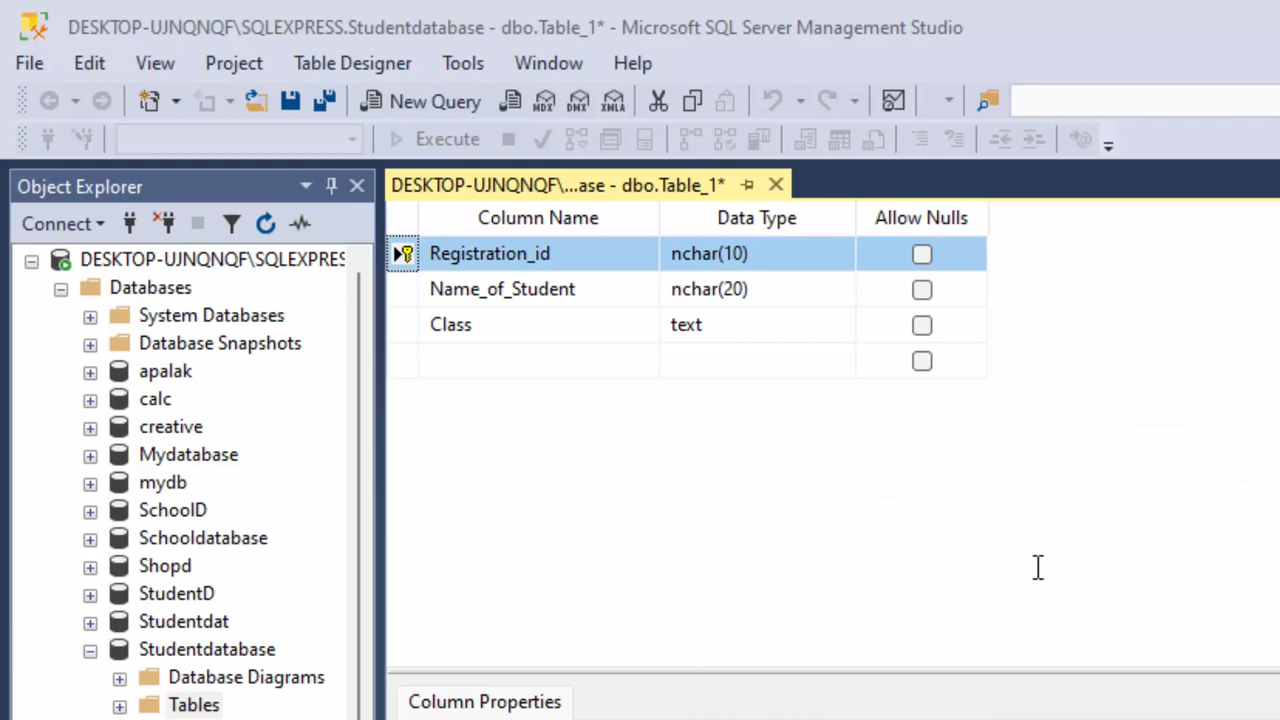 DESKTOP-UJNQNQF\SQLEXPRESS.Studentdatabase - dbo.Table_1* - Microsoft SQL Server Management Studio
File Edit View Project Table Designer Tools Window Help
New Query MDX DMX XMLA
Execute
Object Explorer
DESKTOP-UJNQNQF\...ase - dbo.Table_1*
Connect
Column Name Data Type Allow Nulls
Registration_id nchar(10)
Name_of_Student nchar(20)
Class text
DESKTOP-UJNQNQF\SQLEXPRES
Databases
System Databases
Database Snapshots
apalak
calc
creative
Mydatabase
mydb
SchoolD
Schooldatabase
Shopd
StudentD
Studentdat
Studentdatabase
Database Diagrams
Tables
Column Properties